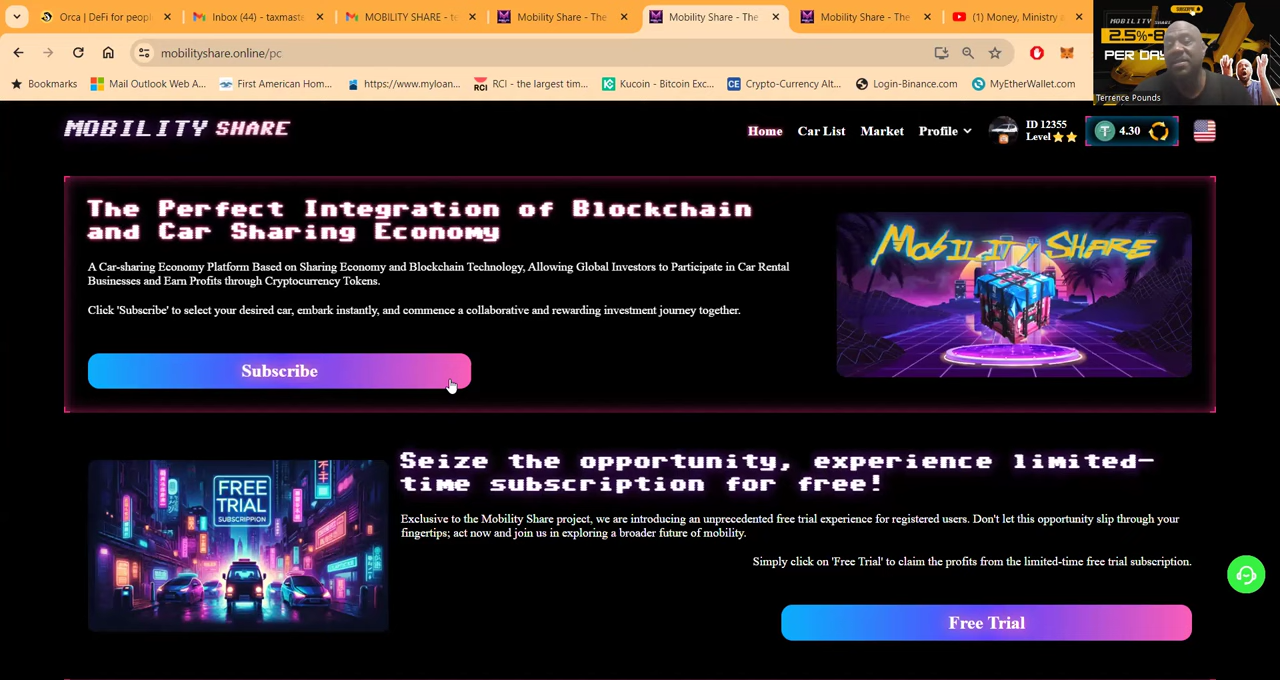 Orca | DeFi for peopl
Inbox (44) - taxmaste
MOBILITY SHARE - te
Mobility Share - The
Mobility Share - The
Mobility Share - The
(1) Money, Ministry a
mobilityshare.online/pc
Bookmarks
Mail Outlook Web A...
First American Hom...
https://www.myloan...
RCI
RCI - the largest tim...
Kucoin - Bitcoin Exc...
CE
Crypto-Currency Alt...
Login-Binance.com
MyEtherWallet.com
MOBILITY SHARE
2.5%-8
PER DAY
Terrence Pounds
MOBILITY SHARE
Home
Car List
Market
Profile
ID 12355
Level
4.30
The Perfect Integration of Blockchain
and Car Sharing Economy
A Car-sharing Economy Platform Based on Sharing Economy and Blockchain Technology, Allowing Global Investors to Participate in Car Rental
Businesses and Earn Profits through Cryptocurrency Tokens.
Click 'Subscribe' to select your desired car, embark instantly, and commence a collaborative and rewarding investment journey together.
Subscribe
MOBILITY SHARE
FREE
TRIAL
SUBSCRIPPION
Seize the opportunity, experience limited-
time subscription for free!
Exclusive to the Mobility Share project, we are introducing an unprecedented free trial experience for registered users. Don't let this opportunity slip through your
fingertips; act now and join us in exploring a broader future of mobility.
Simply click on 'Free Trial' to claim the profits from the limited-time free trial subscription.
Free Trial